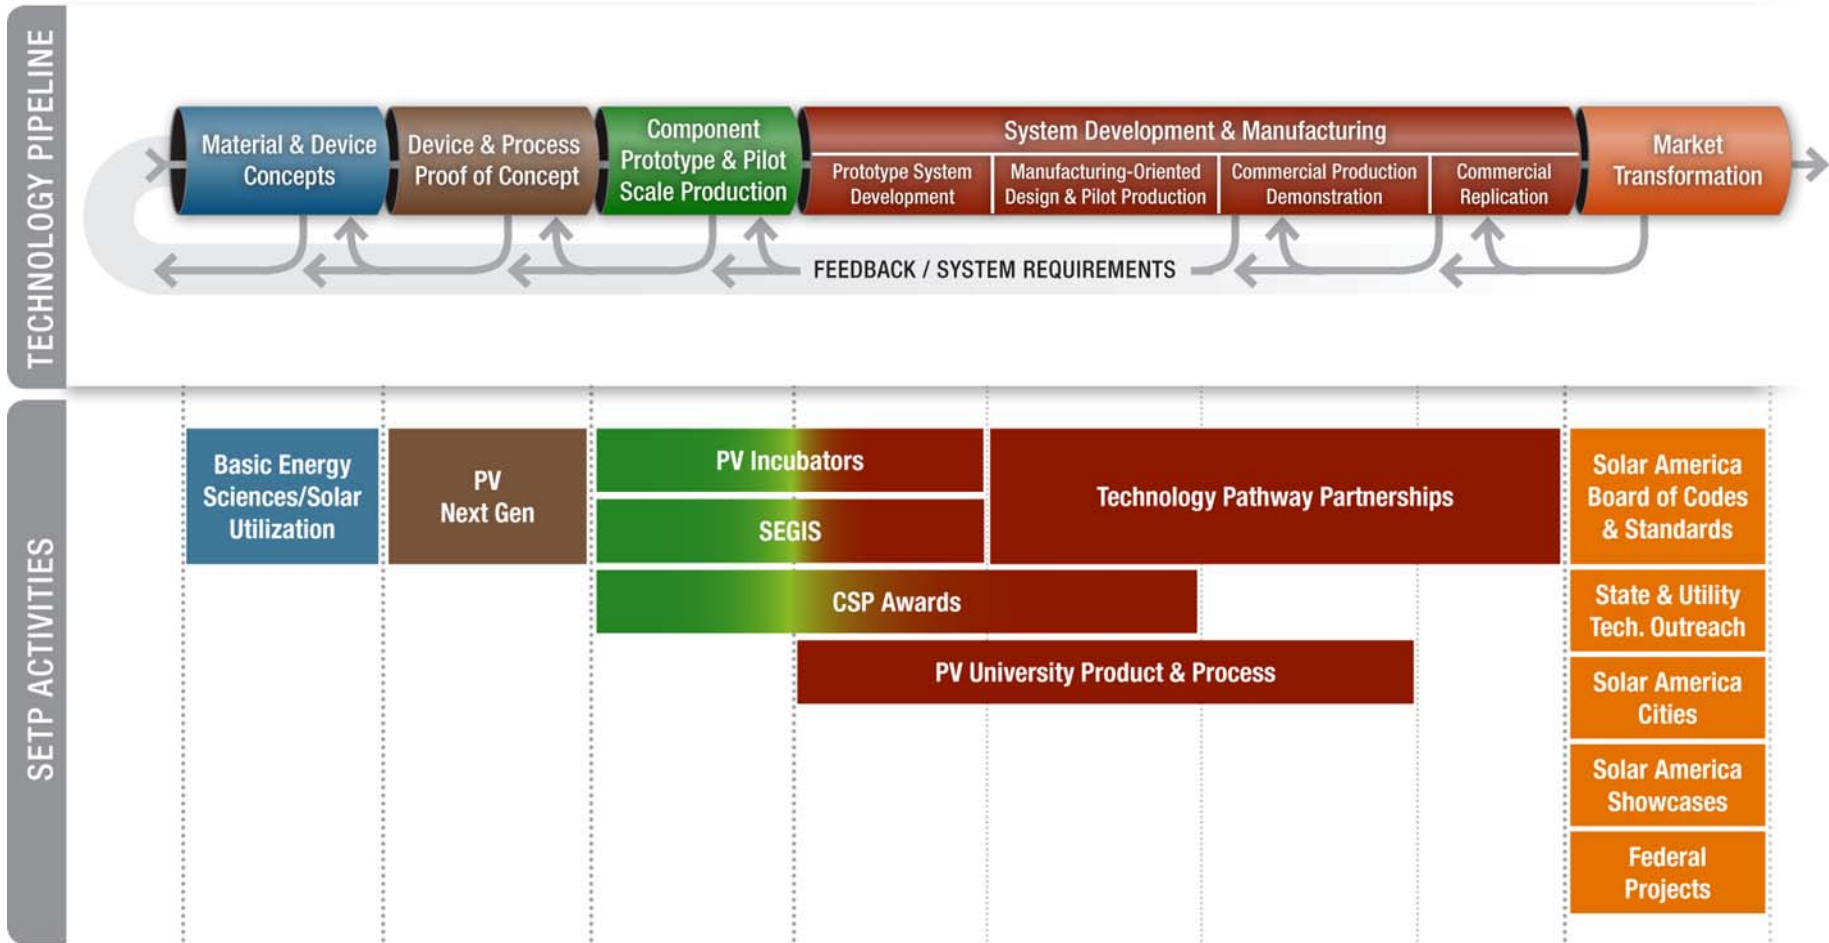 TECHNOLOGY PIPELINE
Material & Device
Concepts
Device & Process
Proof of Concept
Component
Prototype & Pilot
Scale Production
System Development & Manufacturing
Prototype System
Development
Manufacturing-Oriented
Design & Pilot Production
Commercial Production
Demonstration
Commercial
Replication
Market
Transformation
FEEDBACK / SYSTEM REQUIREMENTS
SETP ACTIVITIES
Basic Energy
Sciences/Solar
Utilization
PV
Next Gen
PV Incubators
SEGIS
CSP Awards
PV University Product & Process
Technology Pathway Partnerships
Solar America
Board of Codes
& Standards
State & Utility
Tech. Outreach
Solar America
Cities
Solar America
Showcases
Federal
Projects